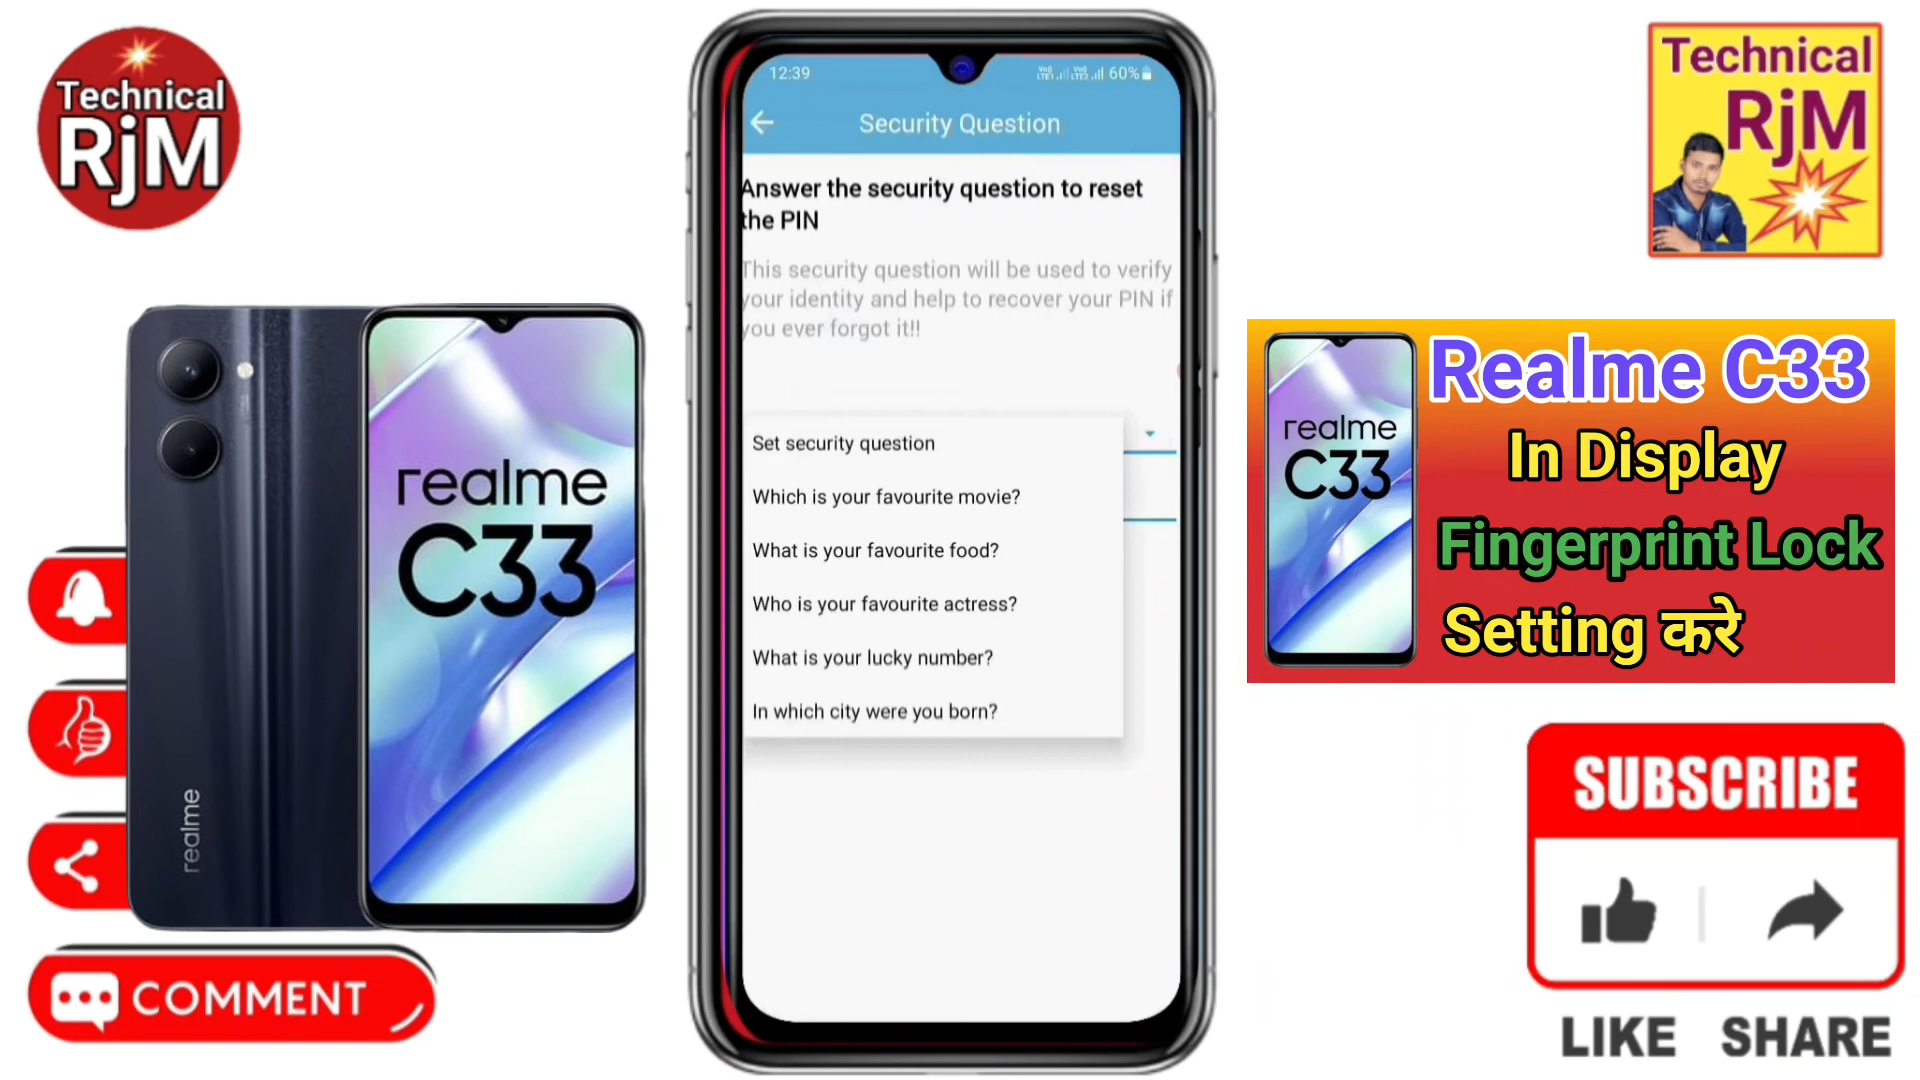 Technical
RjM
realme
realme
C33
COMMENT
12:39
60%
Security Question
Answer the security question to reset
the PIN
This security question will be used to verify
your identity and help to recover your PIN if
you ever forgot it!!
Set security question
Which is your favourite movie?
What is your favourite food?
Who is your favourite actress?
What is your lucky number?
In which city were you born?
Technical
RjM
realme
C33
Realme C33
In Display
Fingerprint Lock
Setting करे
SUBSCRIBE
LIKE SHARE